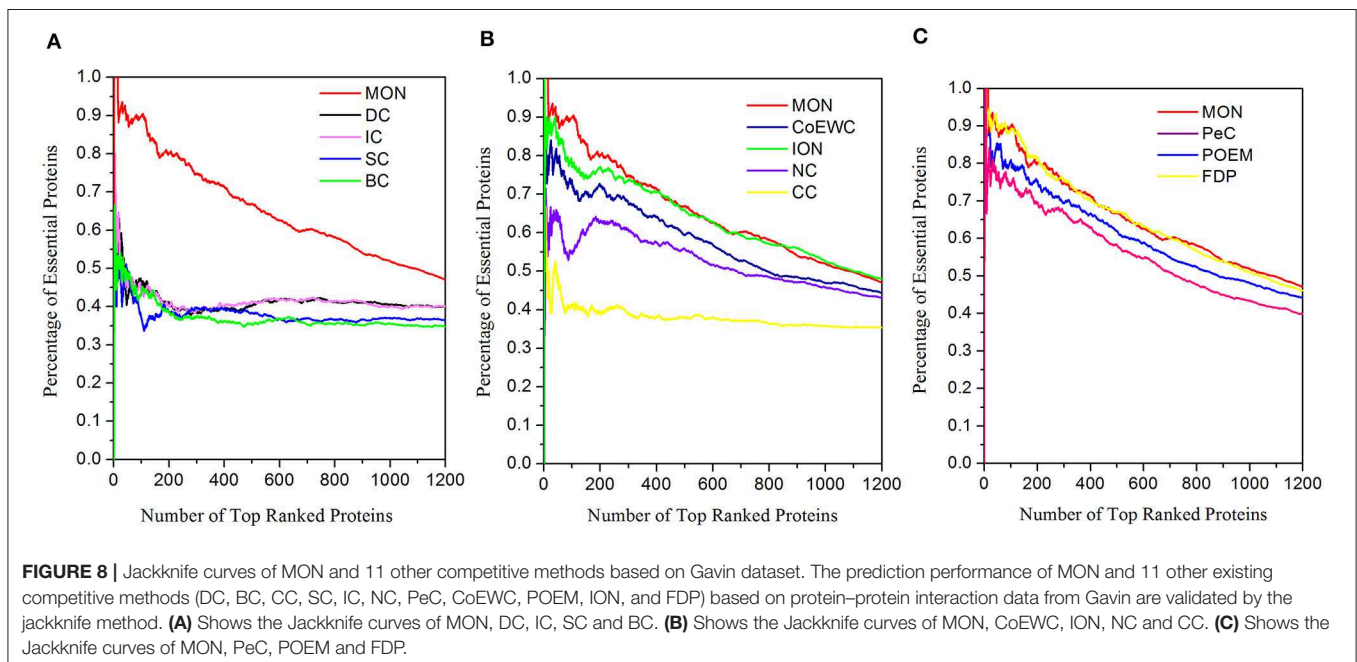 A
1.0
0.9
0.8
0.7
0.6
0.5
0.4
0.3
0.2
0.1
0.0
Percentage of Essential Proteins
MON
DC
IC
SC
BC
0 200 400 600 800 1000 1200
Number of Top Ranked Proteins
B
1.0
0.9
0.8
0.7
0.6
0.5
0.4
0.3
0.2
0.1
0.0
Percentage of Essential Proteins
MON
CoEWC
ION
NC
CC
0 200 400 600 800 1000 1200
Number of Top Ranked Proteins
C
1.0
0.9
0.8
0.7
0.6
0.5
0.4
0.3
0.2
0.1
0.0
Percentage of Essential Proteins
MON
PeC
POEM
FDP
0 200 400 600 800 1000 1200
Number of Top Ranked Proteins
FIGURE 8 | Jackknife curves of MON and 11 other competitive methods based on Gavin dataset. The prediction performance of MON and 11 other existing
competitive methods (DC, BC, CC, SC, IC, NC, PeC, CoEWC, POEM, ION, and FDP) based on protein–protein interaction data from Gavin are validated by the
jackknife method. (A) Shows the Jackknife curves of MON, DC, IC, SC and BC. (B) Shows the Jackknife curves of MON, CoEWC, ION, NC and CC. (C) Shows the
Jackknife curves of MON, PeC, POEM and FDP.